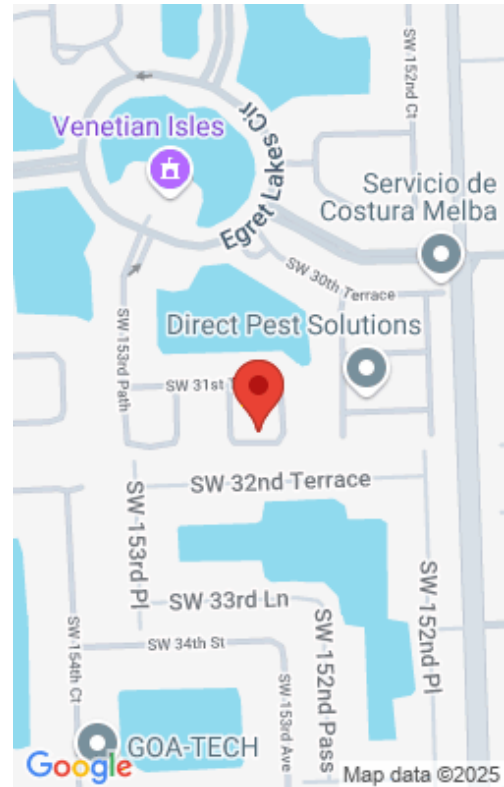 SW 152nd Ct
Venetian Isles
Egret Lakes Cir
Servicio de
Costura Melba
SW 30th Terrace
SW 153rd Path
Direct Pest Solutions
SW 31st
SW 32nd Terrace
SW 153rd Pl
SW 33rd Ln
SW 152nd Pl
SW 34th St
SW 152nd Pass
SW 154th Ct
SW 153rd Ave
GOA-TECH
Google
Map data ©2025